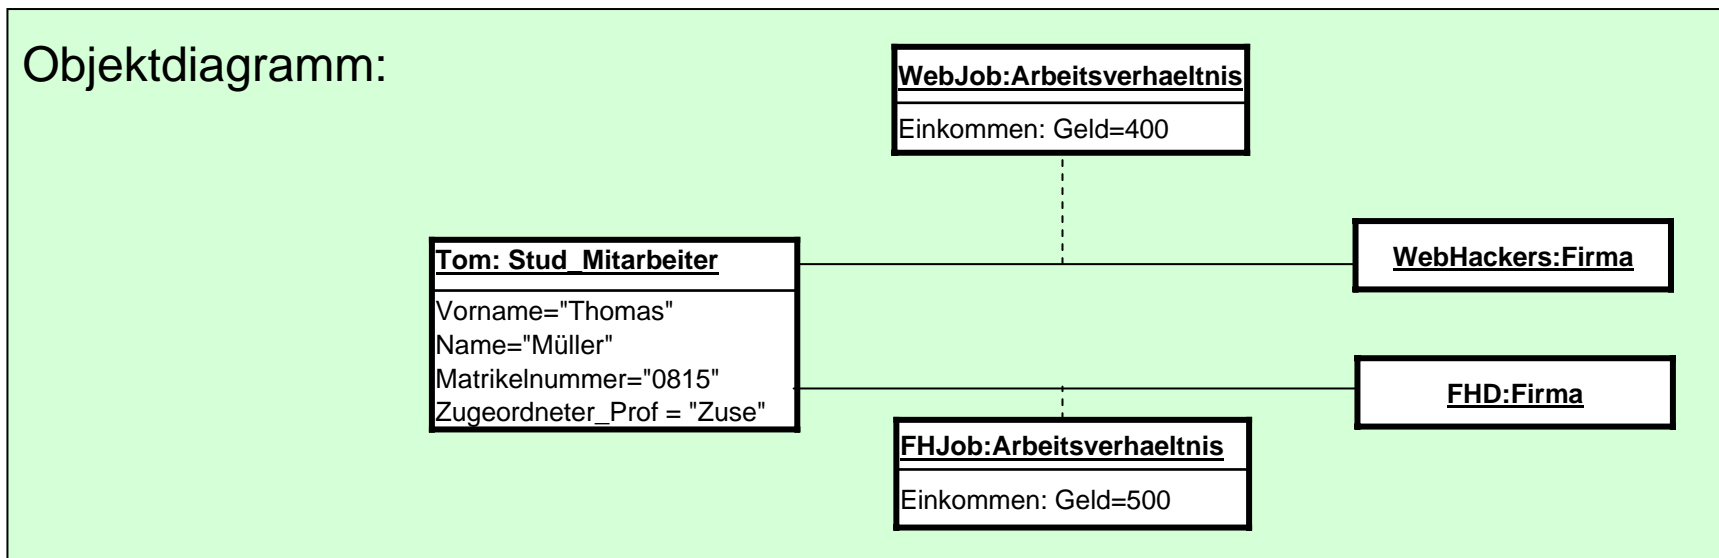 Objektdiagramm:
WebJob:Arbeitsverhaeltnis
Einkommen: Geld=400
Tom: Stud_Mitarbeiter
Vorname="Thomas"
Name="Müller"
Matrikelnummer="0815"
Zugeordneter_Prof = "Zuse"
WebHackers:Firma
FHD:Firma
FHJob:Arbeitsverhaeltnis
Einkommen: Geld=500